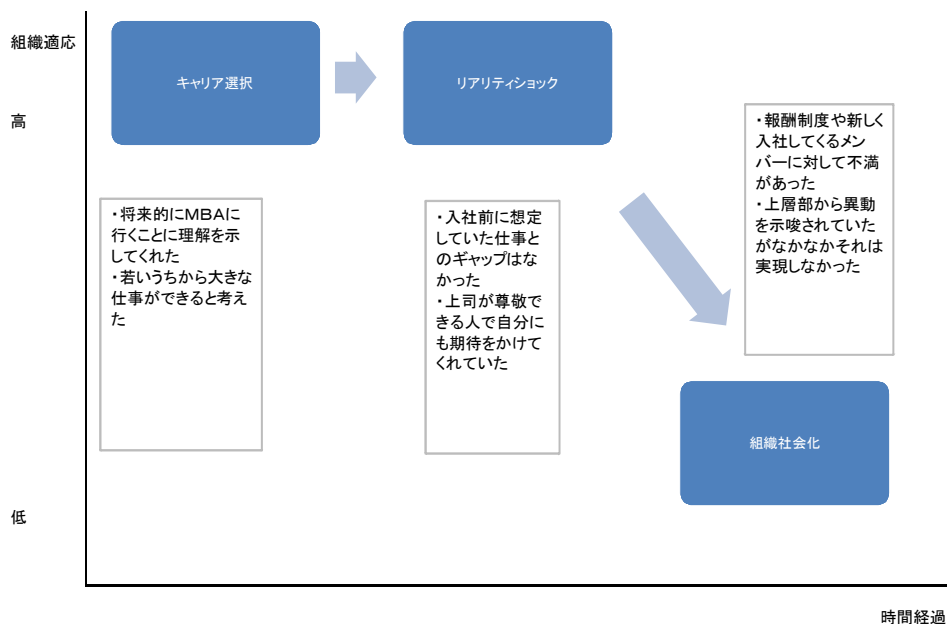 組織適応
高
低
キャリア選択
リアリティショック
・将来的にMBAに
行くことに理解を示
してくれた
・若いうちから大きな
仕事ができると考え
た
・入社前に想定
していた仕事と
のギャップはな
かった
・上司が尊敬で
きる人で自分に
も期待をかけて
くれていた
・報酬制度や新しく
入社してくるメン
バーに対して不満
があった
・上層部から異動
を示唆されていた
がなかなかそれは
実現しなかった
組織社会化
時間経過